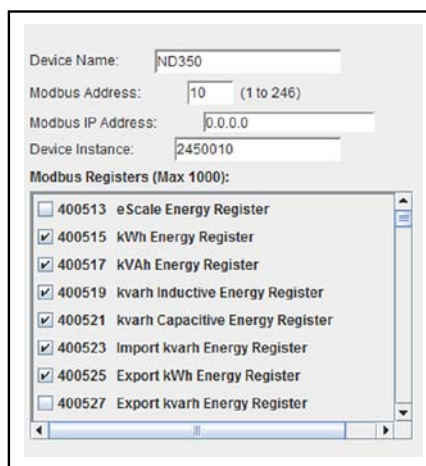 Device Name: ND350
Modbus Address: 10 (1 to 246)
Modbus IP Address: 0.0.0.0
Device Instance: 2450010
Modbus Registers (Max 1000):
400513 eScale Energy Register
400515 kWh Energy Register
400517 kVAh Energy Register
400519 kvarh Inductive Energy Register
400521 kvarh Capacitive Energy Register
400523 Import kvarh Energy Register
400525 Export kWh Energy Register
400527 Export kvarh Energy Register